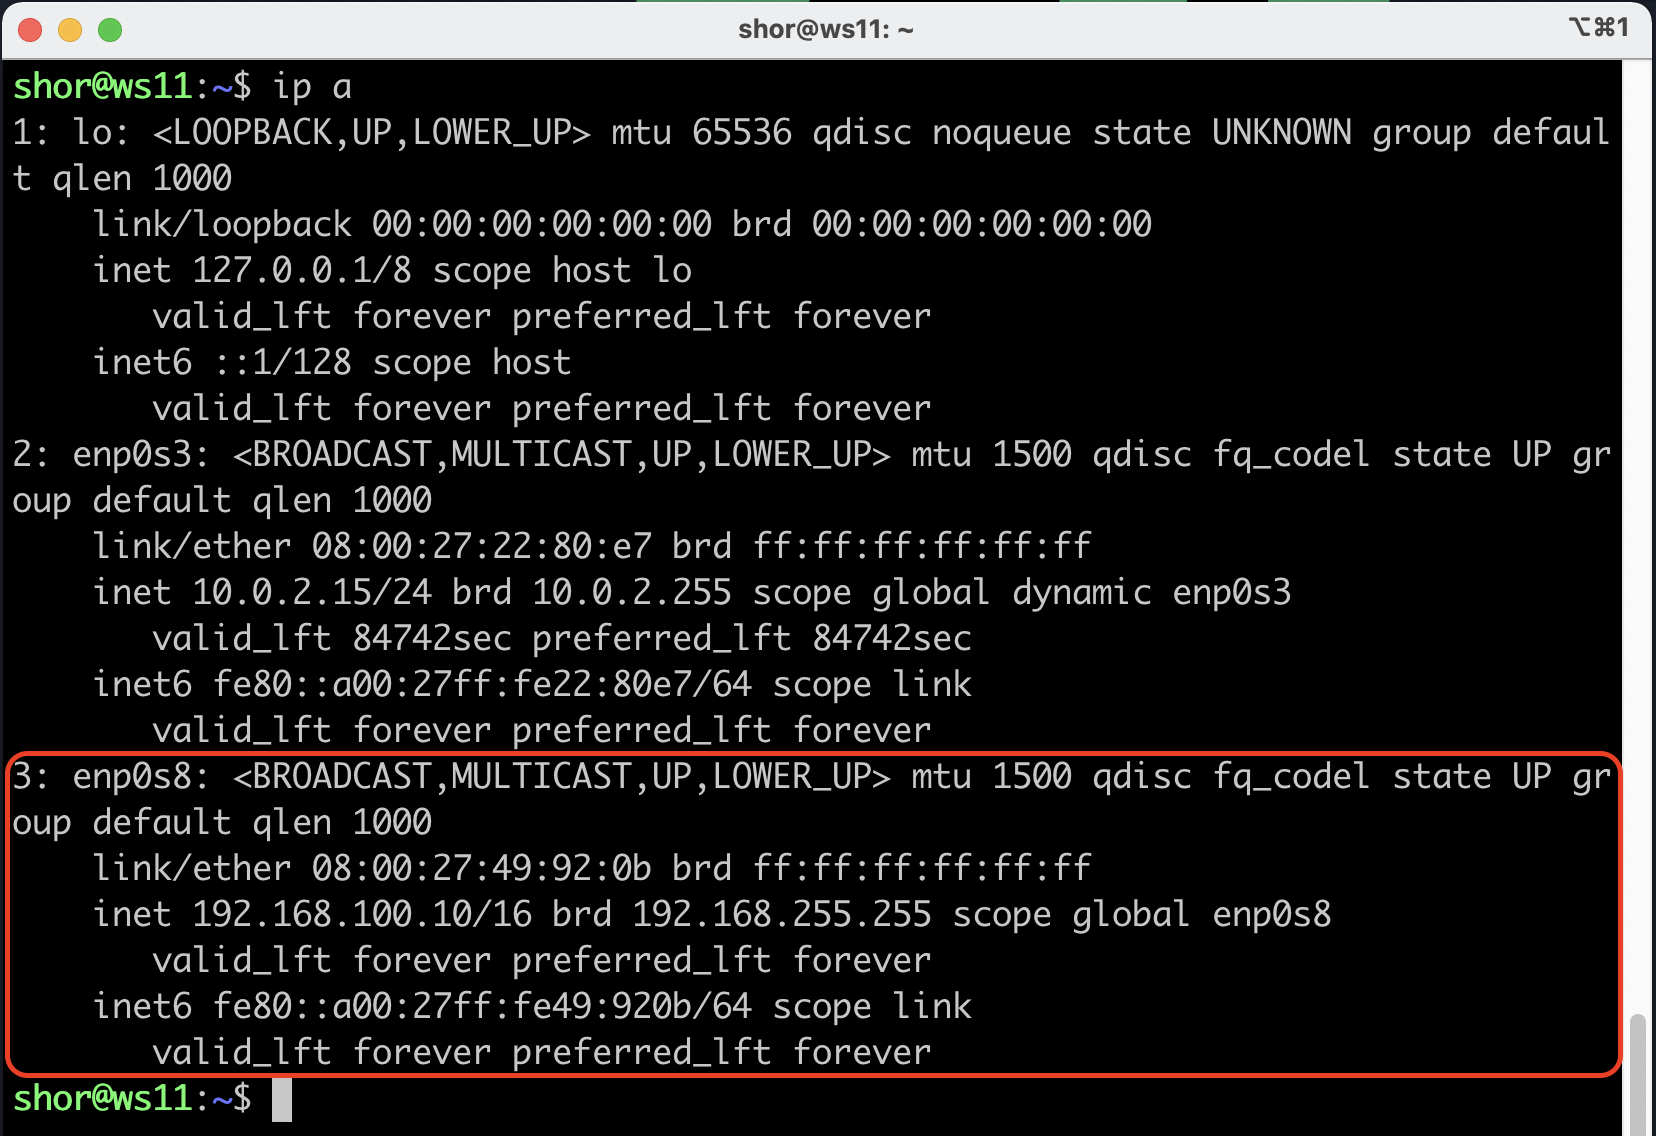 shor@ws11: ~
⌥⌘1
shor@ws11:~$ ip a
1: lo: <LOOPBACK,UP,LOWER_UP> mtu 65536 qdisc noqueue state UNKNOWN group defaul
t qlen 1000
    link/loopback 00:00:00:00:00:00 brd 00:00:00:00:00:00
    inet 127.0.0.1/8 scope host lo
       valid_lft forever preferred_lft forever
    inet6 ::1/128 scope host
       valid_lft forever preferred_lft forever
2: enp0s3: <BROADCAST,MULTICAST,UP,LOWER_UP> mtu 1500 qdisc fq_codel state UP gr
oup default qlen 1000
    link/ether 08:00:27:22:80:e7 brd ff:ff:ff:ff:ff:ff
    inet 10.0.2.15/24 brd 10.0.2.255 scope global dynamic enp0s3
       valid_lft 84742sec preferred_lft 84742sec
    inet6 fe80::a00:27ff:fe22:80e7/64 scope link
       valid_lft forever preferred_lft forever
3: enp0s8: <BROADCAST,MULTICAST,UP,LOWER_UP> mtu 1500 qdisc fq_codel state UP gr
oup default qlen 1000
    link/ether 08:00:27:49:92:0b brd ff:ff:ff:ff:ff:ff
    inet 192.168.100.10/16 brd 192.168.255.255 scope global enp0s8
       valid_lft forever preferred_lft forever
    inet6 fe80::a00:27ff:fe49:920b/64 scope link
       valid_lft forever preferred_lft forever
shor@ws11:~$